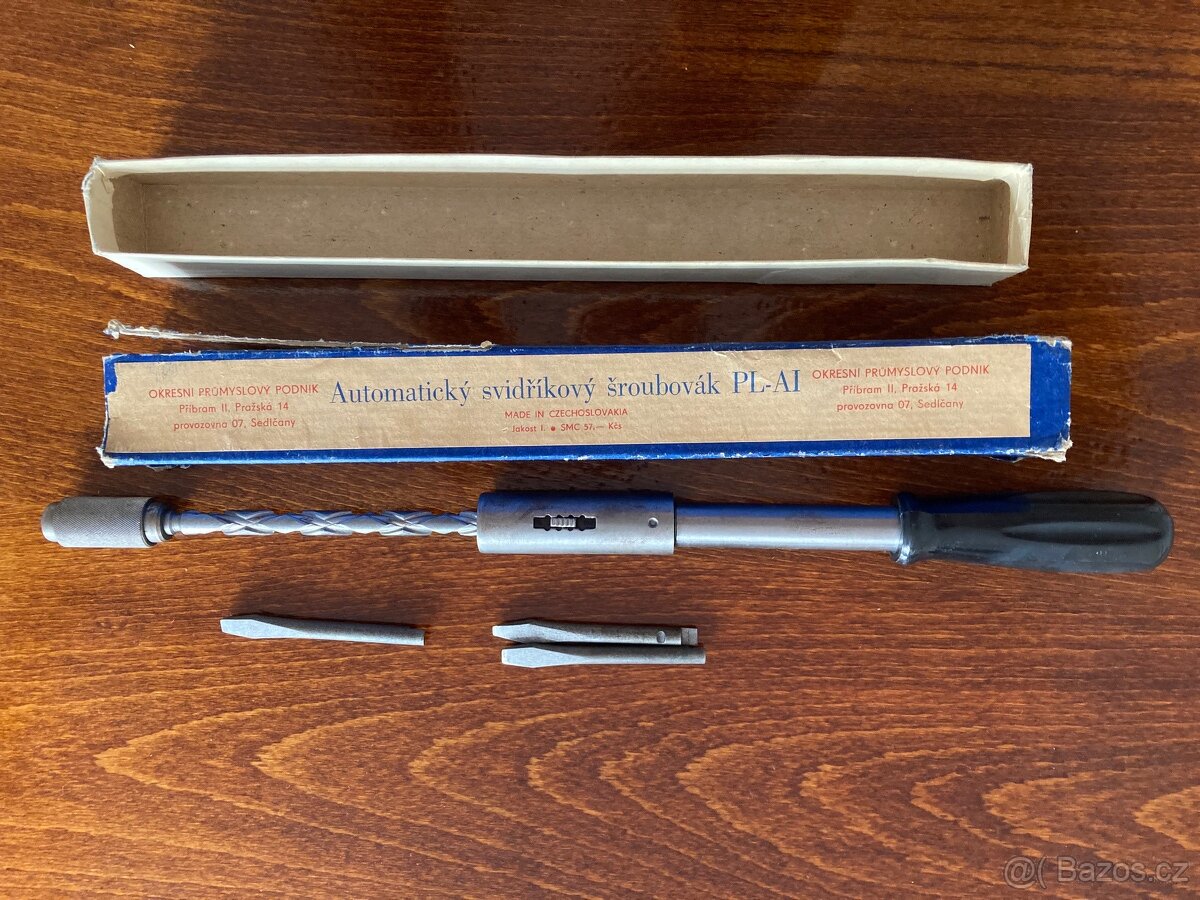 OKRESNÍ PRŮMYSLOVÝ PODNIK
Příbram II, Pražská 14
provozovna 07, Sedlčany
Automatický svidříkový šroubovák PL-AI
MADE IN CZECHOSLOVAKIA
Jakost I. • SMC 57,— Kčs
OKRESNÍ PRŮMYSLOVÝ PODNIK
Příbram II, Pražská 14
provozovna 07, Sedlčany
@( Bazos.cz